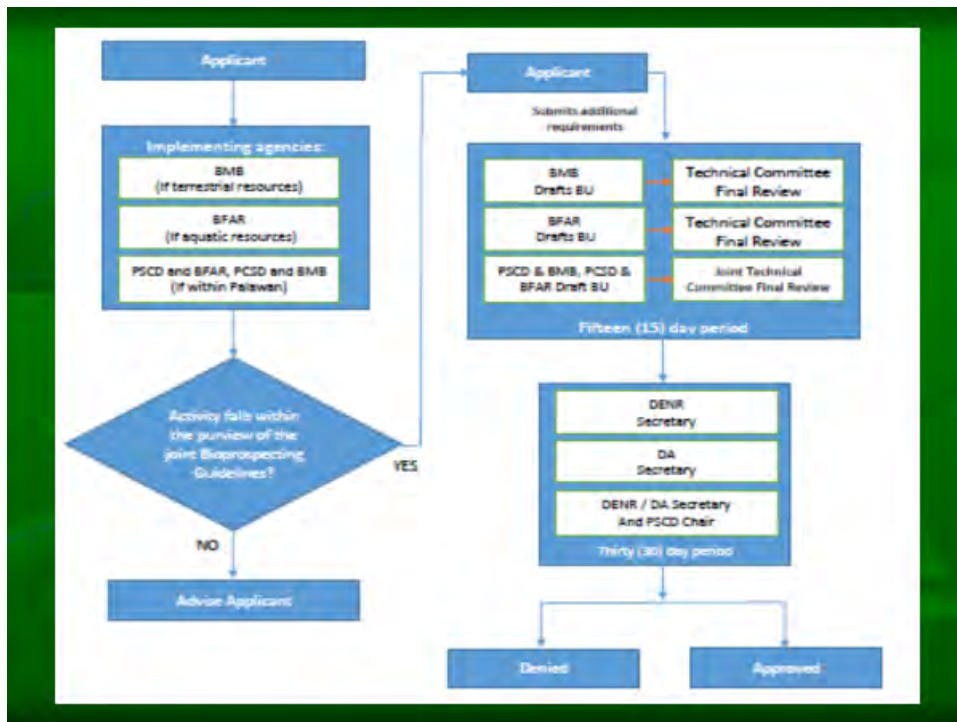 Applicant
Implementing agencies:
BMB
(If terrestrial resources)
BFAR
(If aquatic resources)
PSCD and BFAR, PCSD and BMB
(If within Palawan)
Activity falls within
the purview of the
joint Bioprospecting
Guidelines?
YES
NO
Advise Applicant
Applicant
Submits additional
requirements
BMB
Drafts BU
Technical Committee
Final Review
BFAR
Drafts BU
Technical Committee
Final Review
PSCD & BMB, PCSD &
BFAR Draft BU
Joint Technical
Committee Final Review
Fifteen (15) day period
DENR
Secretary
DA
Secretary
DENR / DA Secretary
And PSCD Chair
Thirty (30) day period
Denied
Approved